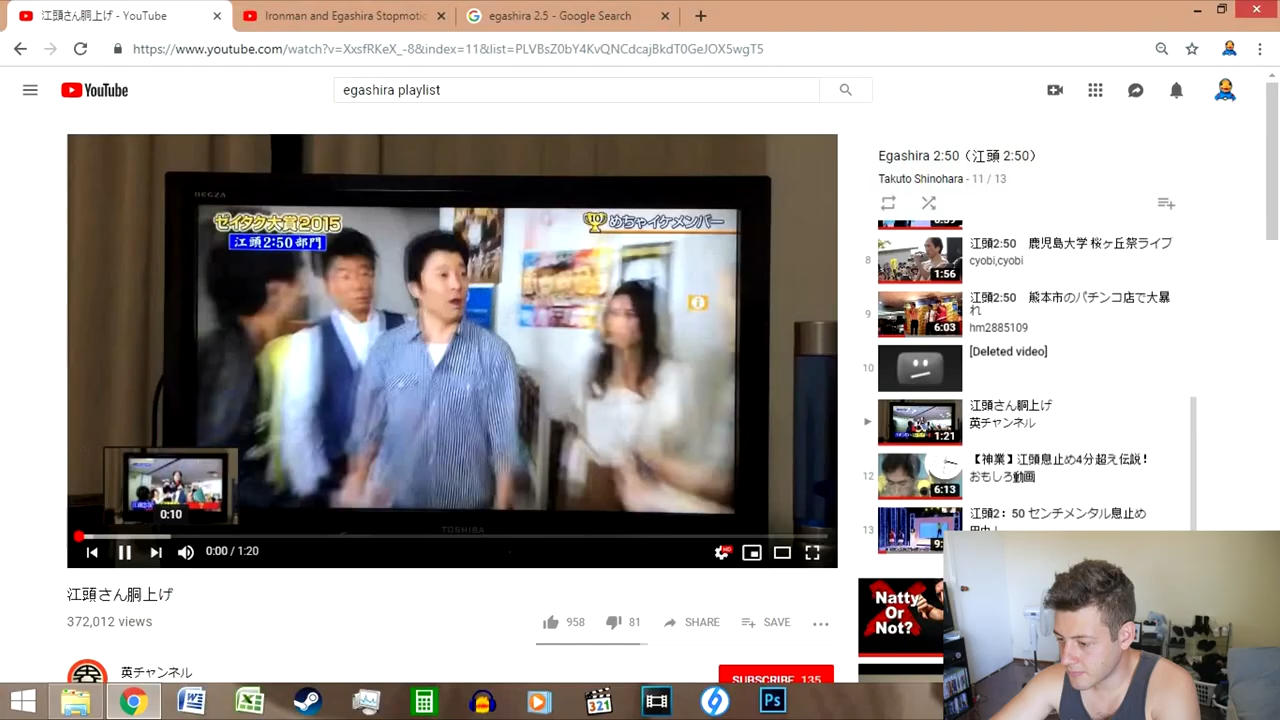 江頭さん胴上げ - YouTube
Ironman and Egashira Stopmotic
egashira 2.5 - Google Search
https://www.youtube.com/watch?v=XxsfRKeX_-8&index=11&list=PLVBsZ0bY4KvQNCdcajBkdT0GeJOX5wgT5
YouTube
egashira playlist
Egashira 2:50（江頭 2:50）
Takuto Shinohara - 11 / 13
REGZA
ゼイタク大賞2015
江頭2:50部門
めちゃイケメンバー
8
江頭2:50 鹿児島大学 桜ヶ丘祭ライブ
cyobi,cyobi
1:56
9
江頭2:50 熊本市のパチンコ店で大暴れ
hm2885109
6:03
10
[Deleted video]
江頭さん胴上げ
英チャンネル
1:21
12
【神業】江頭息止め4分超え伝説！
おもしろ動画
6:13
13
江頭2：50 センチメンタル息止め
TOSHIBA
0:10
0:00 / 1:20
HD
江頭さん胴上げ
372,012 views
958
81
SHARE
SAVE
英チャンネル
SUBSCRIBE 135
Natty
Or
Not?
321
Ps